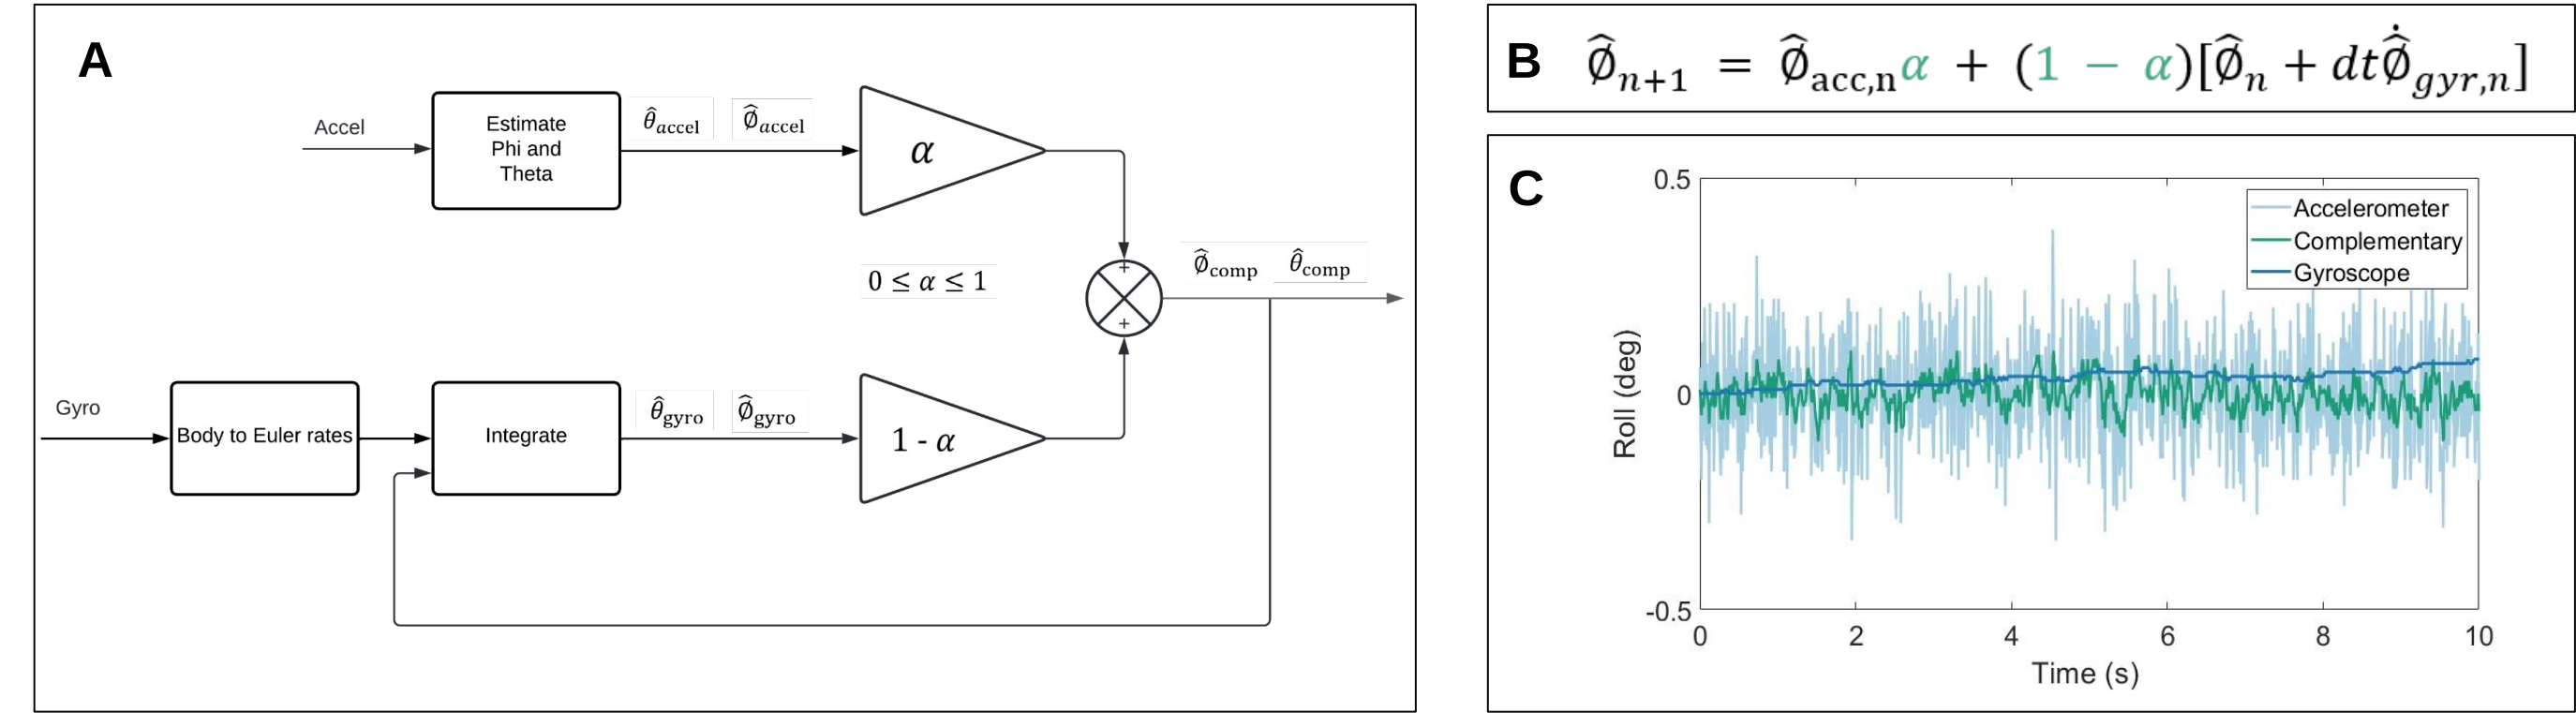 A
Accel
Estimate
Phi and
Theta
θ̂accel
∅̂accel
α
0 ≤ α ≤ 1
+
+
∅̂comp
θ̂comp
Gyro
Body to Euler rates
Integrate
θ̂gyro
∅̂gyro
1 - α
B
∅̂n+1 = ∅̂acc,nα + (1 − α)[∅̂n + dt∅̂̇gyr,n]
C
0.5
0
-0.5
Roll (deg)
Accelerometer
Complementary
Gyroscope
0 2 4 6 8 10
Time (s)